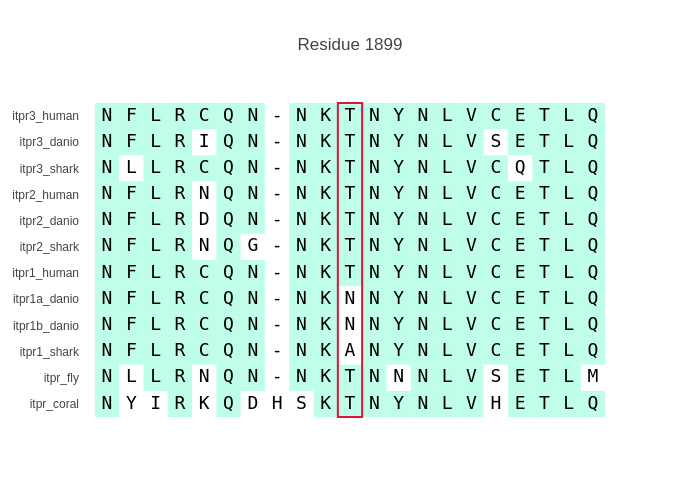 Residue 1899
itpr3_human N F L R C Q N - N K T N Y N L V C E T L Q
itpr3_danio N F L R I Q N - N K T N Y N L V S E T L Q
itpr3_shark N L L R C Q N - N K T N Y N L V C Q T L Q
itpr2_human N F L R N Q N - N K T N Y N L V C E T L Q
itpr2_danio N F L R D Q N - N K T N Y N L V C E T L Q
itpr2_shark N F L R N Q G - N K T N Y N L V C E T L Q
itpr1_human N F L R C Q N - N K T N Y N L V C E T L Q
itpr1a_danio N F L R C Q N - N K N N Y N L V C E T L Q
itpr1b_danio N F L R C Q N - N K N N Y N L V C E T L Q
itpr1_shark N F L R C Q N - N K A N Y N L V C E T L Q
itpr_fly N L L R N Q N - N K T N N N L V S E T L M
itpr_coral N Y I R K Q D H S K T N Y N L V H E T L Q